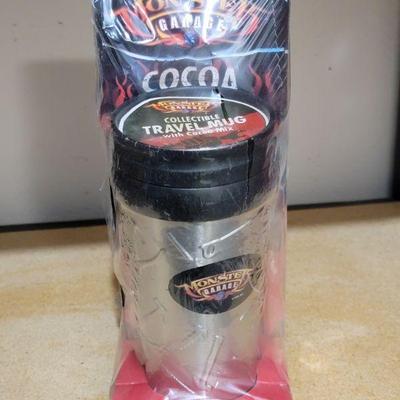 MONSTER
GARAGE
COCOA
MONSTER
GARAGE
COLLECTIBLE
TRAVEL MUG
with Cocoa Mix
MONSTER
GARAGE